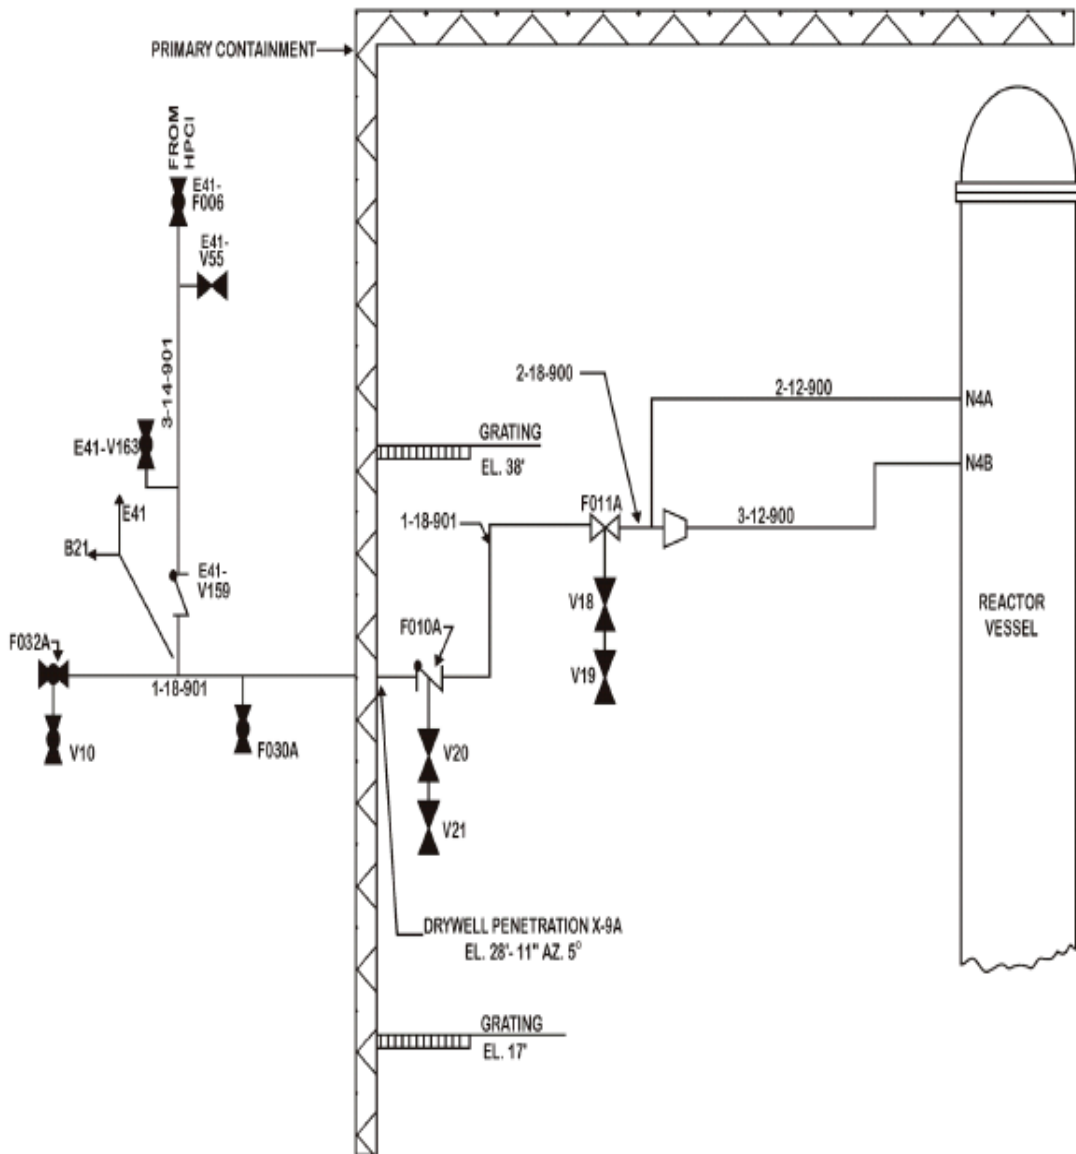 PRIMARY CONTAINMENT
FROM
HPCI
E41-
F006
E41-
V55
3-14-901
2-18-900
2-12-900
N4A
GRATING
EL. 38'
E41-V163
N4B
F011A
1-18-901
3-12-900
E41
B21
E41-
V159
V18
REACTOR
VESSEL
F010A
F032A
V19
1-18-901
V10
F030A
V20
V21
DRYWELL PENETRATION X-9A
EL. 28'- 11" AZ. 5°
GRATING
EL. 17'